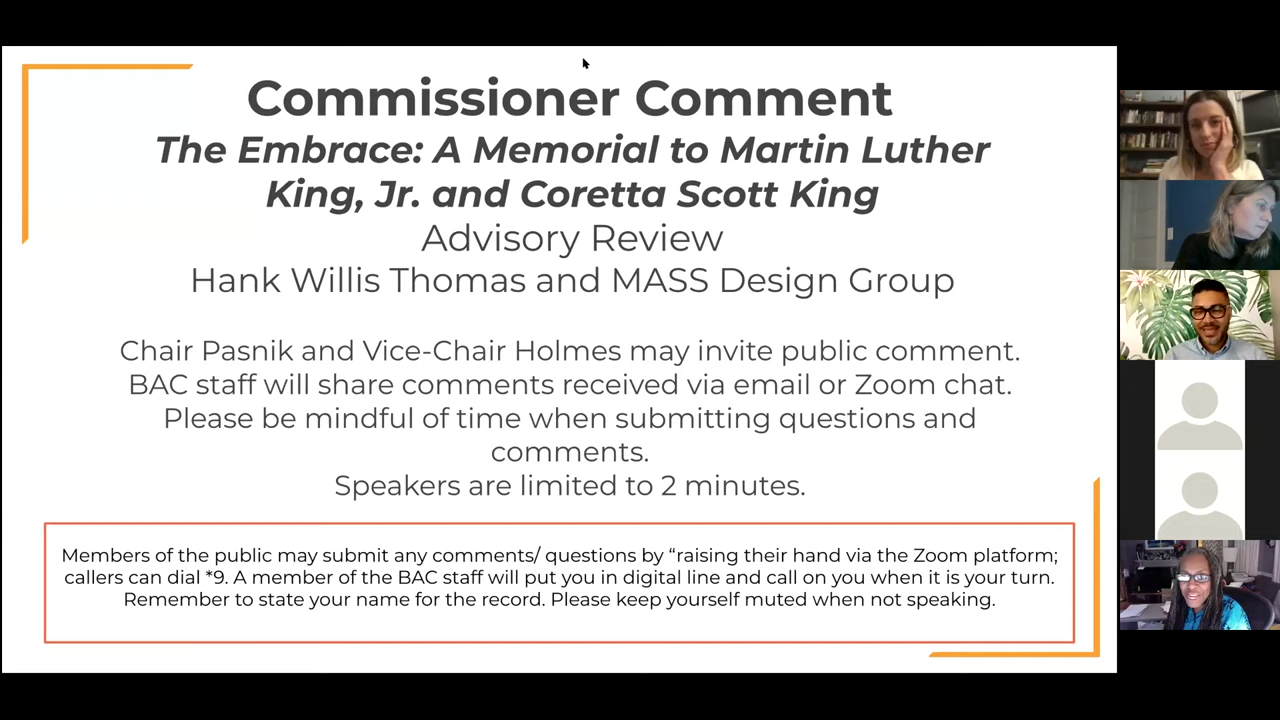 Commissioner Comment
The Embrace: A Memorial to Martin Luther
King, Jr. and Coretta Scott King
Advisory Review
Hank Willis Thomas and MASS Design Group
Chair Pasnik and Vice-Chair Holmes may invite public comment.
BAC staff will share comments received via email or Zoom chat.
Please be mindful of time when submitting questions and
comments.
Speakers are limited to 2 minutes.
Members of the public may submit any comments/ questions by “raising their hand via the Zoom platform;
callers can dial *9. A member of the BAC staff will put you in digital line and call on you when it is your turn.
Remember to state your name for the record. Please keep yourself muted when not speaking.